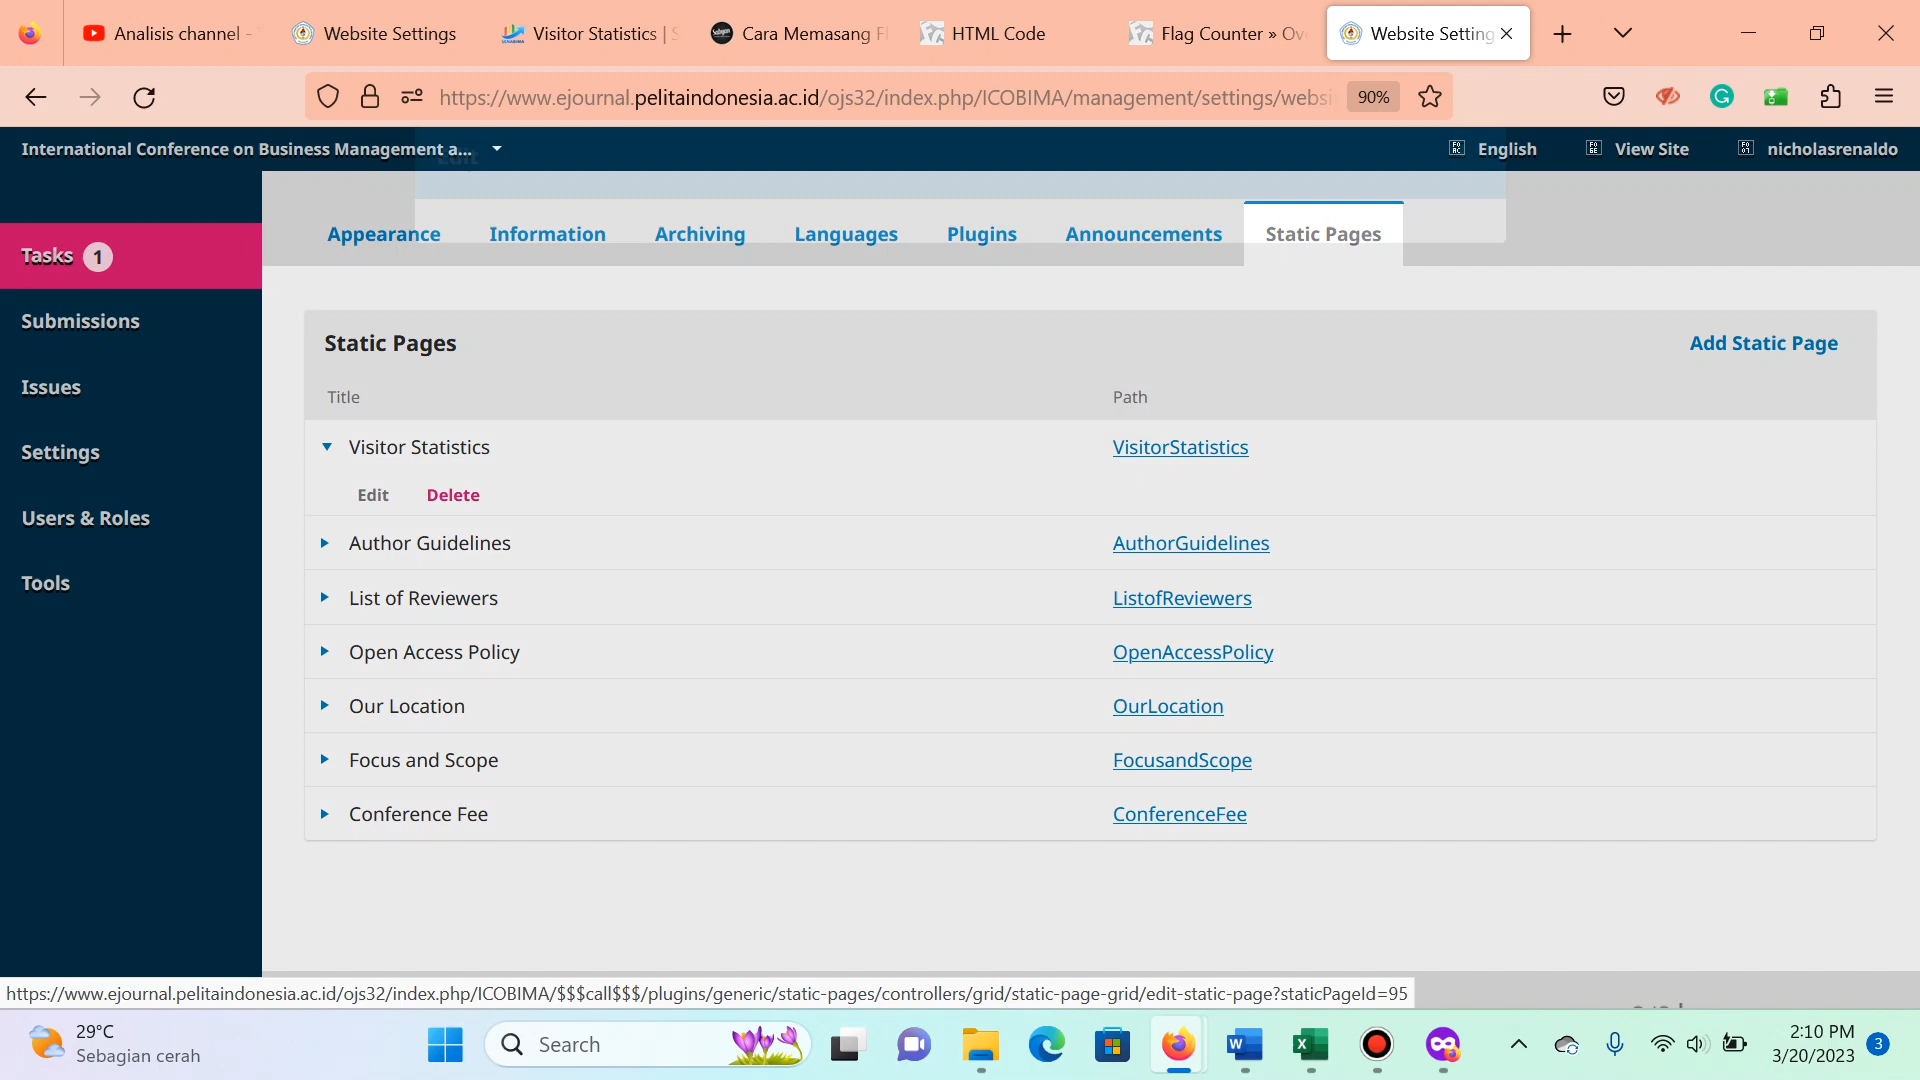 Analisis channel -
Website Settings
Visitor Statistics | S
Cara Memasang Fl
HTML Code
Flag Counter » Ove
Website Setting
https://www.ejournal.pelitaindonesia.ac.id/ojs32/index.php/ICOBIMA/management/settings/websi
90%
International Conference on Business Management a...
Edit
English
View Site
nicholasrenaldo
Appearance
Information
Archiving
Languages
Plugins
Announcements
Static Pages
Tasks 1
Submissions
Issues
Settings
Users & Roles
Tools
Static Pages
Add Static Page
Title
Path
Visitor Statistics
VisitorStatistics
Edit
Delete
Author Guidelines
AuthorGuidelines
List of Reviewers
ListofReviewers
Open Access Policy
OpenAccessPolicy
Our Location
OurLocation
Focus and Scope
FocusandScope
Conference Fee
ConferenceFee
https://www.ejournal.pelitaindonesia.ac.id/ojs32/index.php/ICOBIMA/$$$call$$$/plugins/generic/static-pages/controllers/grid/static-page-grid/edit-static-page?staticPageId=95
29°C
Sebagian cerah
Search
2:10 PM
3/20/2023
3